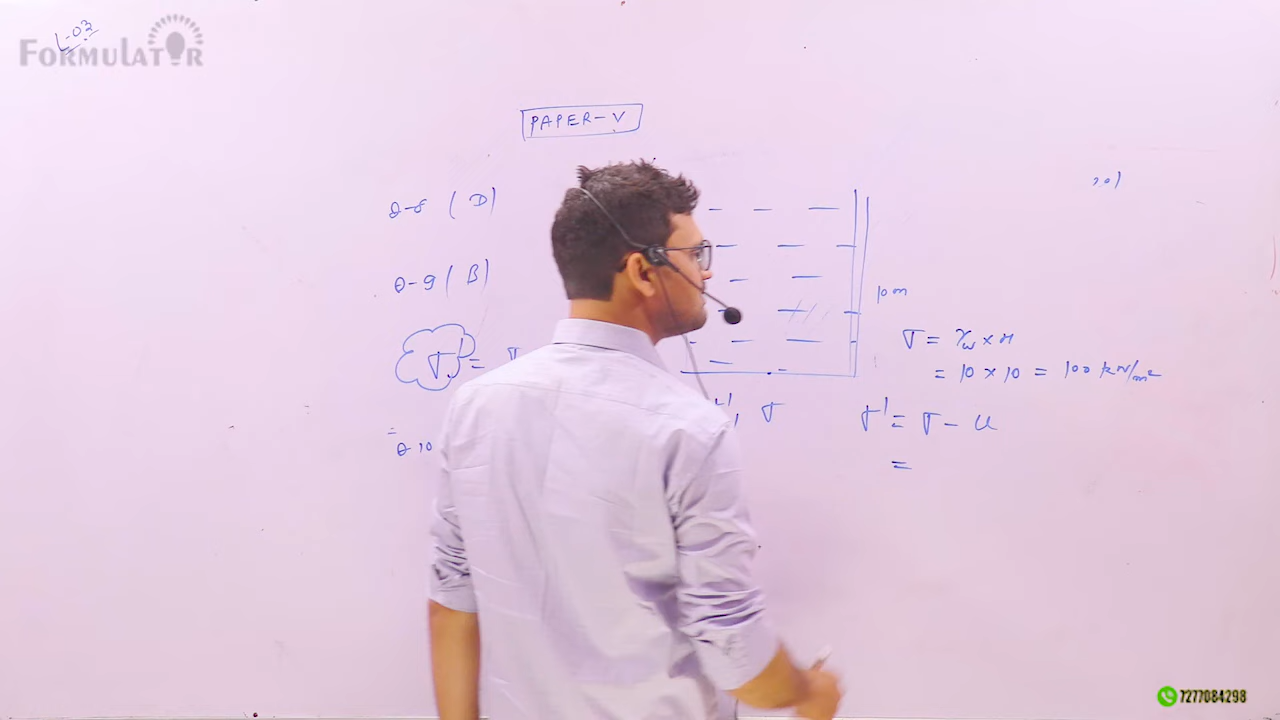 L-03
FORMULATOR
PAPER-V
Q-8 (D)
Q-9 (B)
σ' =
Q-10
10m
σ = γw × H
= 10 × 10 = 100 kN/m²
σ
σ' = σ - u
=
7277084298